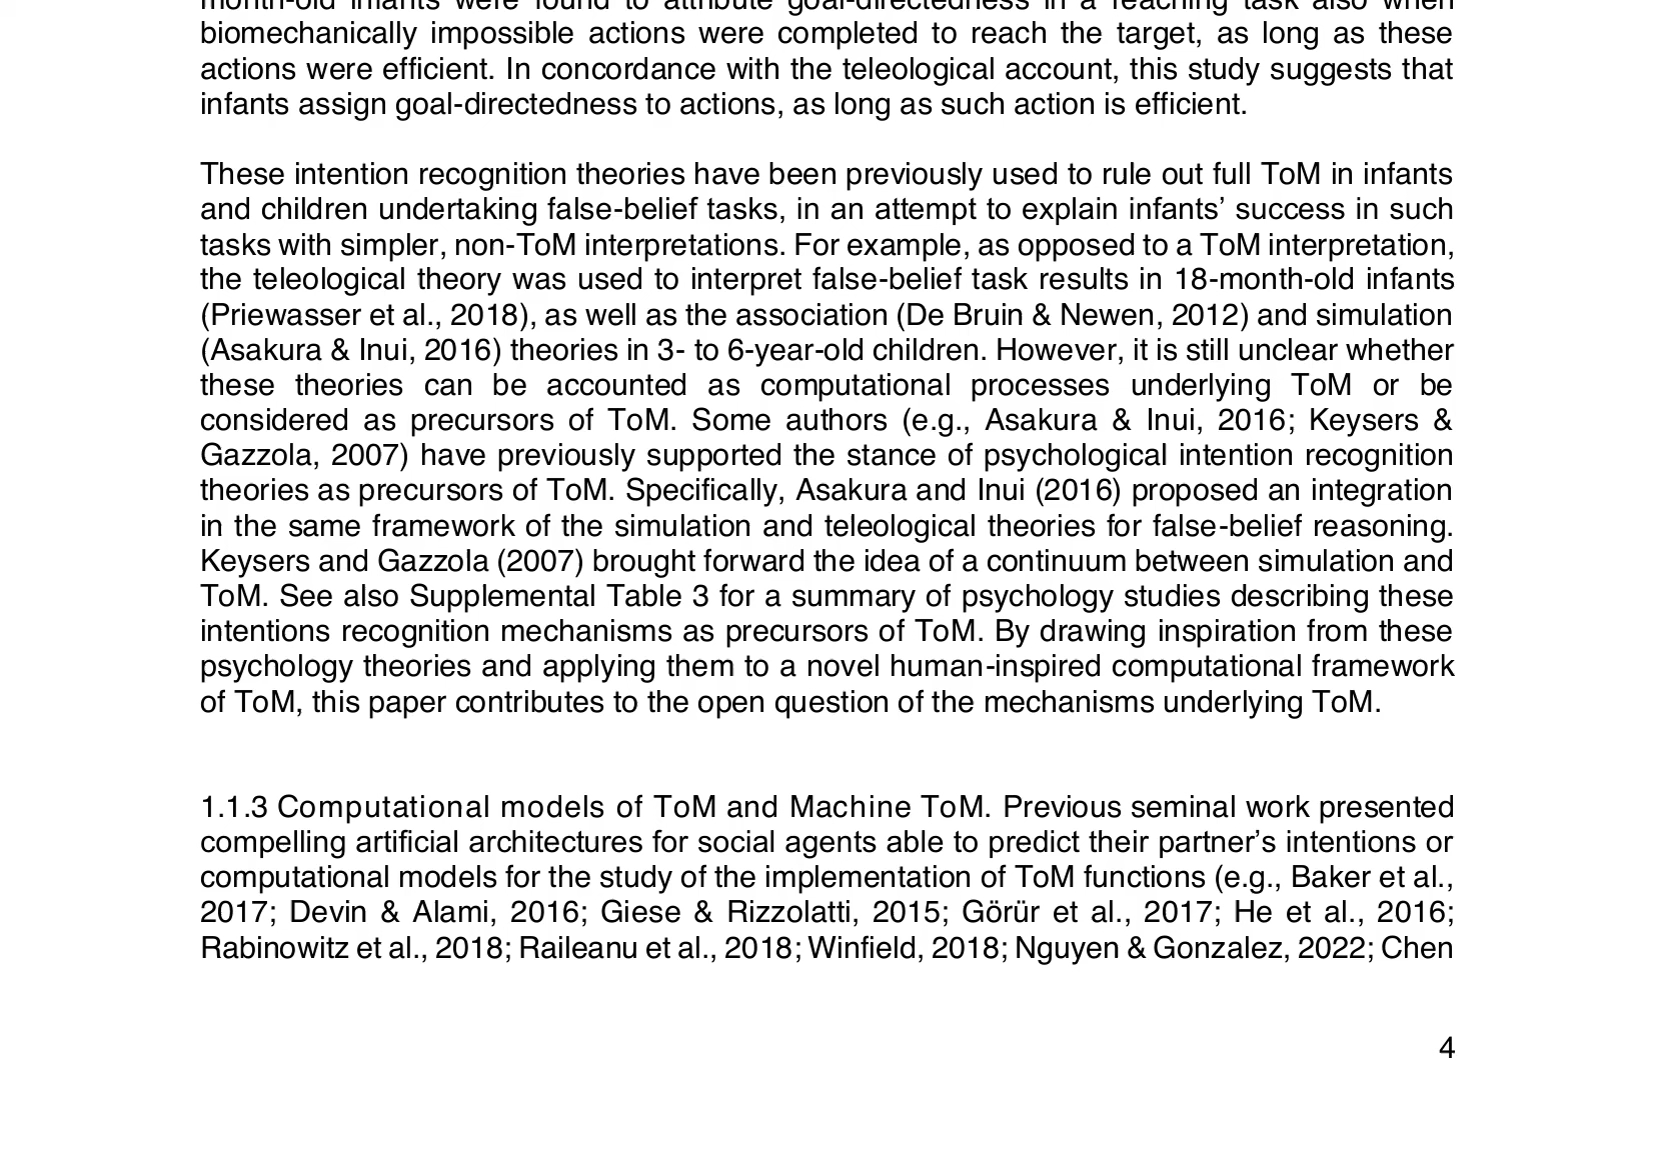 month-old infants were found to attribute goal-directedness in a reaching task also when
biomechanically impossible actions were completed to reach the target, as long as these
actions were efficient. In concordance with the teleological account, this study suggests that
infants assign goal-directedness to actions, as long as such action is efficient.
These intention recognition theories have been previously used to rule out full ToM in infants
and children undertaking false-belief tasks, in an attempt to explain infants’ success in such
tasks with simpler, non-ToM interpretations. For example, as opposed to a ToM interpretation,
the teleological theory was used to interpret false-belief task results in 18-month-old infants
(Priewasser et al., 2018), as well as the association (De Bruin & Newen, 2012) and simulation
(Asakura & Inui, 2016) theories in 3- to 6-year-old children. However, it is still unclear whether
these theories can be accounted as computational processes underlying ToM or be
considered as precursors of ToM. Some authors (e.g., Asakura & Inui, 2016; Keysers &
Gazzola, 2007) have previously supported the stance of psychological intention recognition
theories as precursors of ToM. Specifically, Asakura and Inui (2016) proposed an integration
in the same framework of the simulation and teleological theories for false-belief reasoning.
Keysers and Gazzola (2007) brought forward the idea of a continuum between simulation and
ToM. See also Supplemental Table 3 for a summary of psychology studies describing these
intentions recognition mechanisms as precursors of ToM. By drawing inspiration from these
psychology theories and applying them to a novel human-inspired computational framework
of ToM, this paper contributes to the open question of the mechanisms underlying ToM.
1.1.3 Computational models of ToM and Machine ToM. Previous seminal work presented
compelling artificial architectures for social agents able to predict their partner’s intentions or
computational models for the study of the implementation of ToM functions (e.g., Baker et al.,
2017; Devin & Alami, 2016; Giese & Rizzolatti, 2015; Görür et al., 2017; He et al., 2016;
Rabinowitz et al., 2018; Raileanu et al., 2018; Winfield, 2018; Nguyen & Gonzalez, 2022; Chen
4